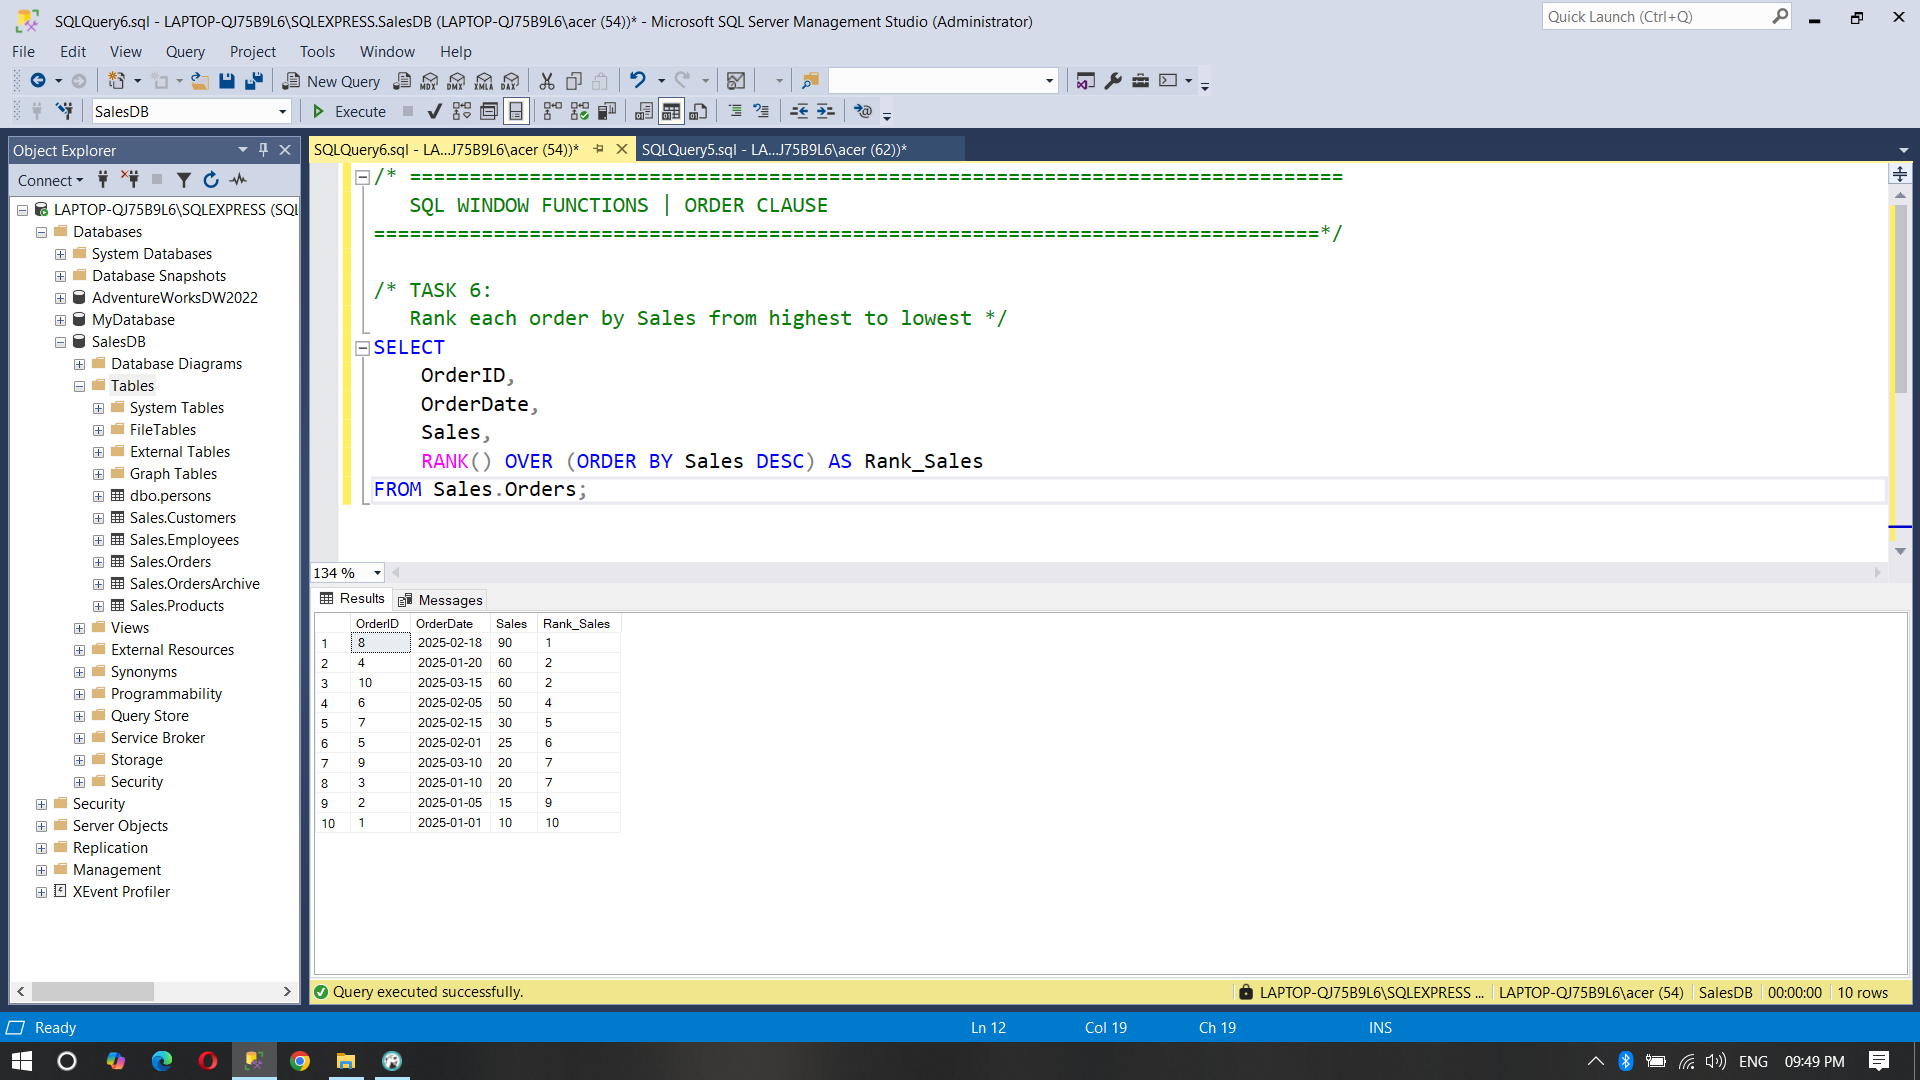 SQLQuery6.sql - LAPTOP-QJ75B9L6\SQLEXPRESS.SalesDB (LAPTOP-QJ75B9L6\acer (54))* - Microsoft SQL Server Management Studio (Administrator)
Quick Launch (Ctrl+Q)
File Edit View Query Project Tools Window Help
New Query
MDX DMX XMLA DAX
SalesDB
Execute
Object Explorer
SQLQuery6.sql - LA...J75B9L6\acer (54))*
SQLQuery5.sql - LA...J75B9L6\acer (62))*
Connect
LAPTOP-QJ75B9L6\SQLEXPRESS (SQL
Databases
System Databases
Database Snapshots
AdventureWorksDW2022
MyDatabase
SalesDB
Database Diagrams
Tables
System Tables
FileTables
External Tables
Graph Tables
dbo.persons
Sales.Customers
Sales.Employees
Sales.Orders
Sales.OrdersArchive
Sales.Products
Views
External Resources
Synonyms
Programmability
Query Store
Service Broker
Storage
Security
Security
Server Objects
Replication
Management
XEvent Profiler
/* ==============================================================================
SQL WINDOW FUNCTIONS | ORDER CLAUSE
===============================================================================*/
/* TASK 6:
Rank each order by Sales from highest to lowest */
SELECT
OrderID,
OrderDate,
Sales,
RANK() OVER (ORDER BY Sales DESC) AS Rank_Sales
FROM Sales.Orders;
134 %
Results Messages
OrderID OrderDate Sales Rank_Sales
1 8 2025-02-18 90 1
2 4 2025-01-20 60 2
3 10 2025-03-15 60 2
4 6 2025-02-05 50 4
5 7 2025-02-15 30 5
6 5 2025-02-01 25 6
7 9 2025-03-10 20 7
8 3 2025-01-10 20 7
9 2 2025-01-05 15 9
10 1 2025-01-01 10 10
Query executed successfully.
LAPTOP-QJ75B9L6\SQLEXPRESS ... LAPTOP-QJ75B9L6\acer (54) SalesDB 00:00:00 10 rows
Ready Ln 12 Col 19 Ch 19 INS
ENG 09:49 PM